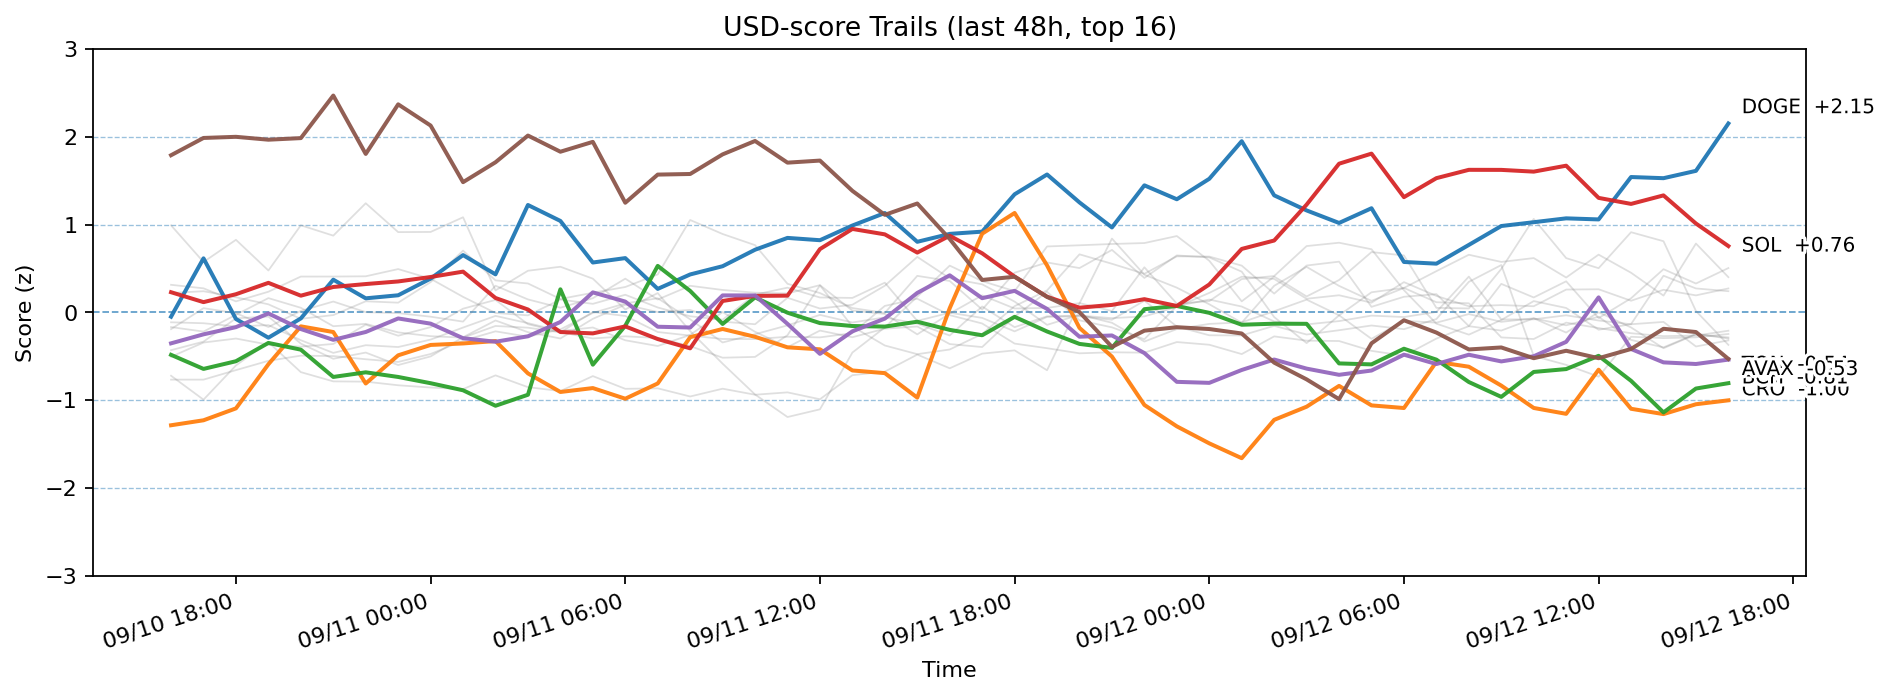 USD-score Trails (last 48h, top 16)
Score (z)
3
2
1
0
−1
−2
−3
DOGE +2.15
SOL +0.76
AVAX -0.53
-1.00
09/10 18:00
09/11 00:00
09/11 06:00
09/11 12:00
09/11 18:00
09/12 00:00
09/12 06:00
09/12 12:00
09/12 18:00
Time